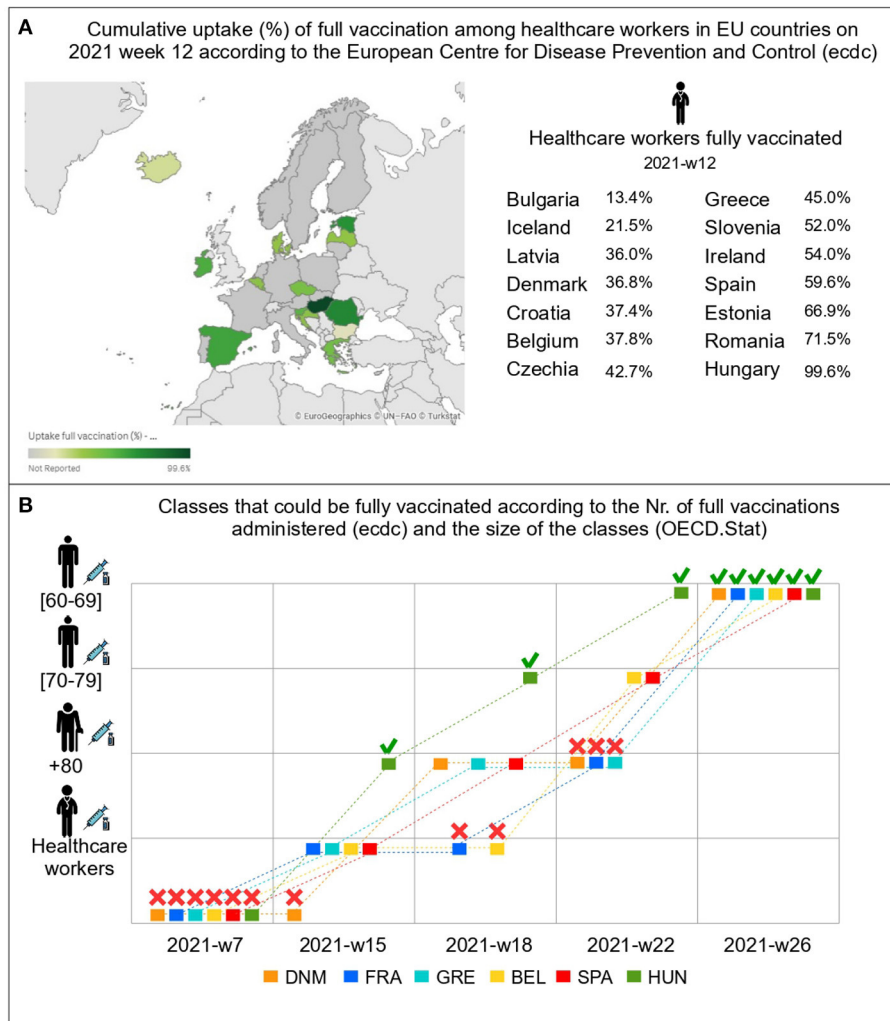 A
Cumulative uptake (%) of full vaccination among healthcare workers in EU countries on
2021 week 12 according to the European Centre for Disease Prevention and Control (ecdc)
Healthcare workers fully vaccinated
2021-w12
Bulgaria 13.4% Greece 45.0%
Iceland 21.5% Slovenia 52.0%
Latvia 36.0% Ireland 54.0%
Denmark 36.8% Spain 59.6%
Croatia 37.4% Estonia 66.9%
Belgium 37.8% Romania 71.5%
Czechia 42.7% Hungary 99.6%
© EuroGeographics © UN–FAO © Turkstat
Uptake full vaccination (%) - ...
Not Reported 99.6%
B
Classes that could be fully vaccinated according to the Nr. of full vaccinations
administered (ecdc) and the size of the classes (OECD.Stat)
[60-69]
[70-79]
+80
Healthcare
workers
2021-w7 2021-w15 2021-w18 2021-w22 2021-w26
DNM FRA GRE BEL SPA HUN